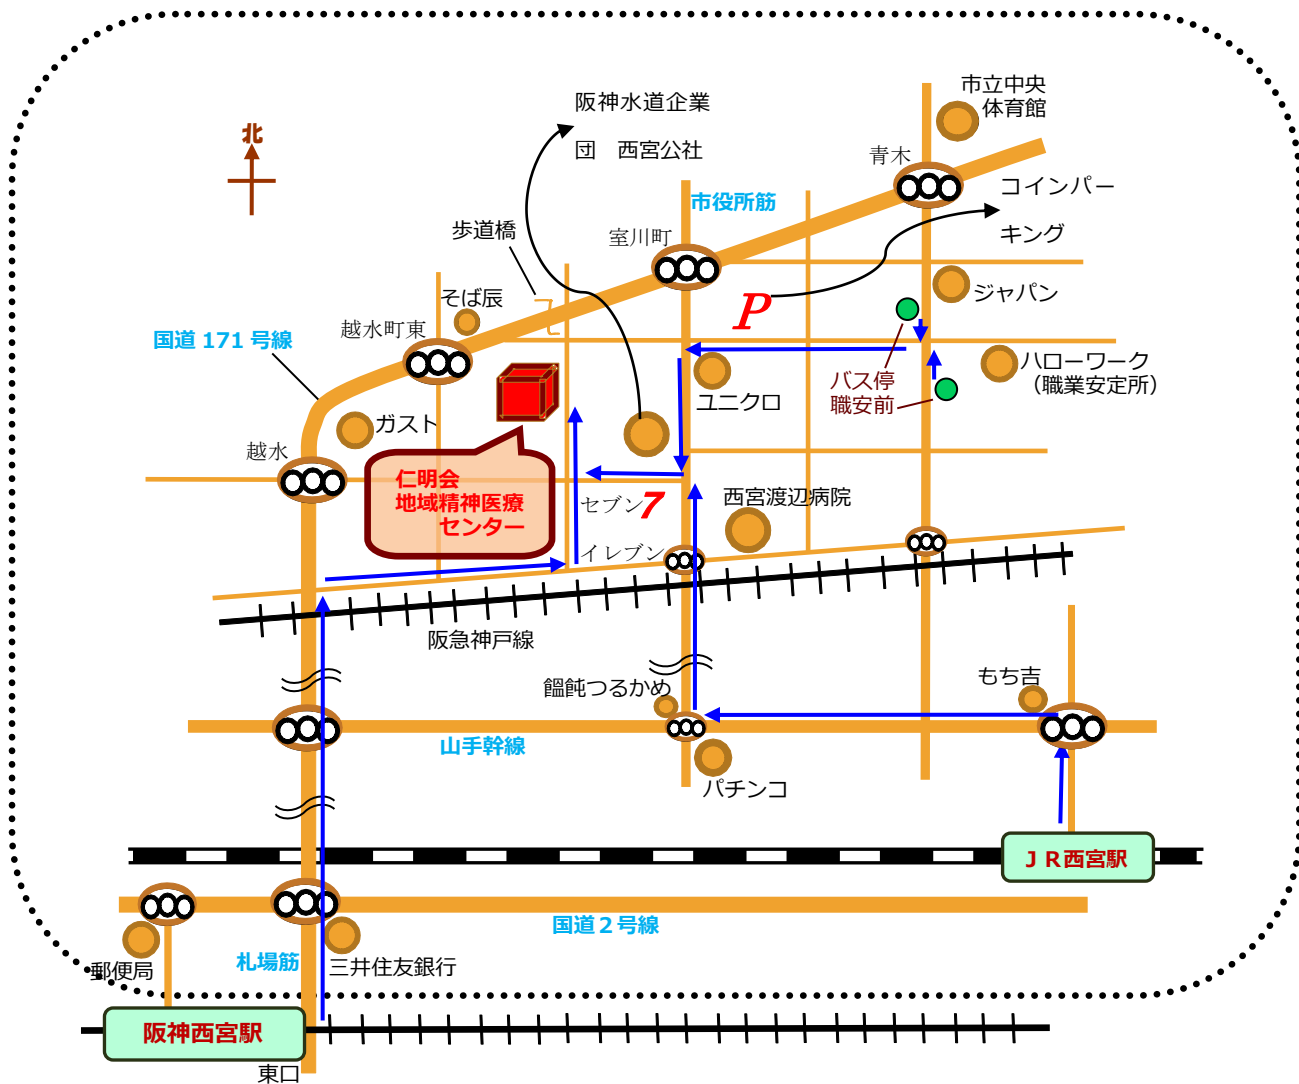 市立中央
体育館
阪神水道企業
団　西宮公社
北
青木
コインパー
キング
市役所筋
歩道橋
室川町
そば辰
ジャパン
P
国道 171 号線
越水町東
ハローワーク
（職業安定所）
バス停
職安前
ユニクロ
ガスト
越水
仁明会
地域精神医療
センター
セブン
7
イレブン
西宮渡辺病院
阪急神戸線
饂飩つるかめ
もち吉
山手幹線
パチンコ
ＪＲ西宮駅
国道２号線
札場筋
郵便局
三井住友銀行
阪神西宮駅
東口